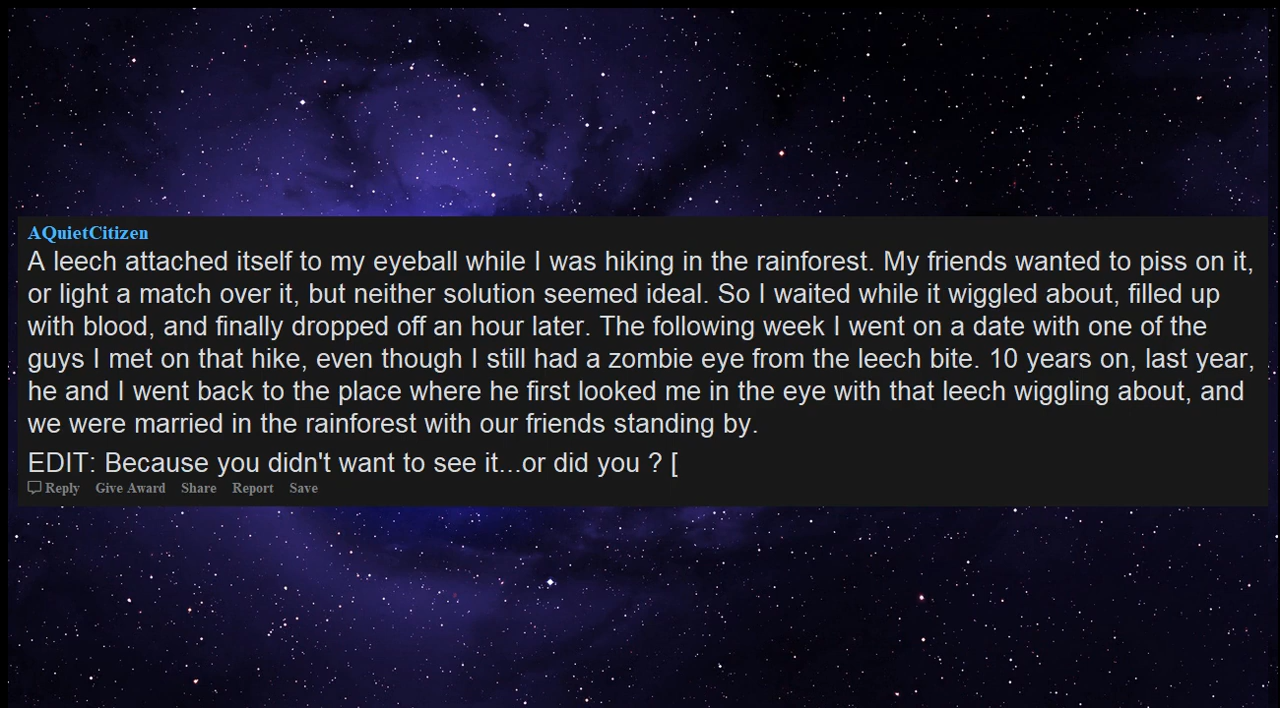 AQuietCitizen
A leech attached itself to my eyeball while I was hiking in the rainforest. My friends wanted to piss on it,
or light a match over it, but neither solution seemed ideal. So I waited while it wiggled about, filled up
with blood, and finally dropped off an hour later. The following week I went on a date with one of the
guys I met on that hike, even though I still had a zombie eye from the leech bite. 10 years on, last year,
he and I went back to the place where he first looked me in the eye with that leech wiggling about, and
we were married in the rainforest with our friends standing by.
EDIT: Because you didn't want to see it...or did you ? [
Reply Give Award Share Report Save